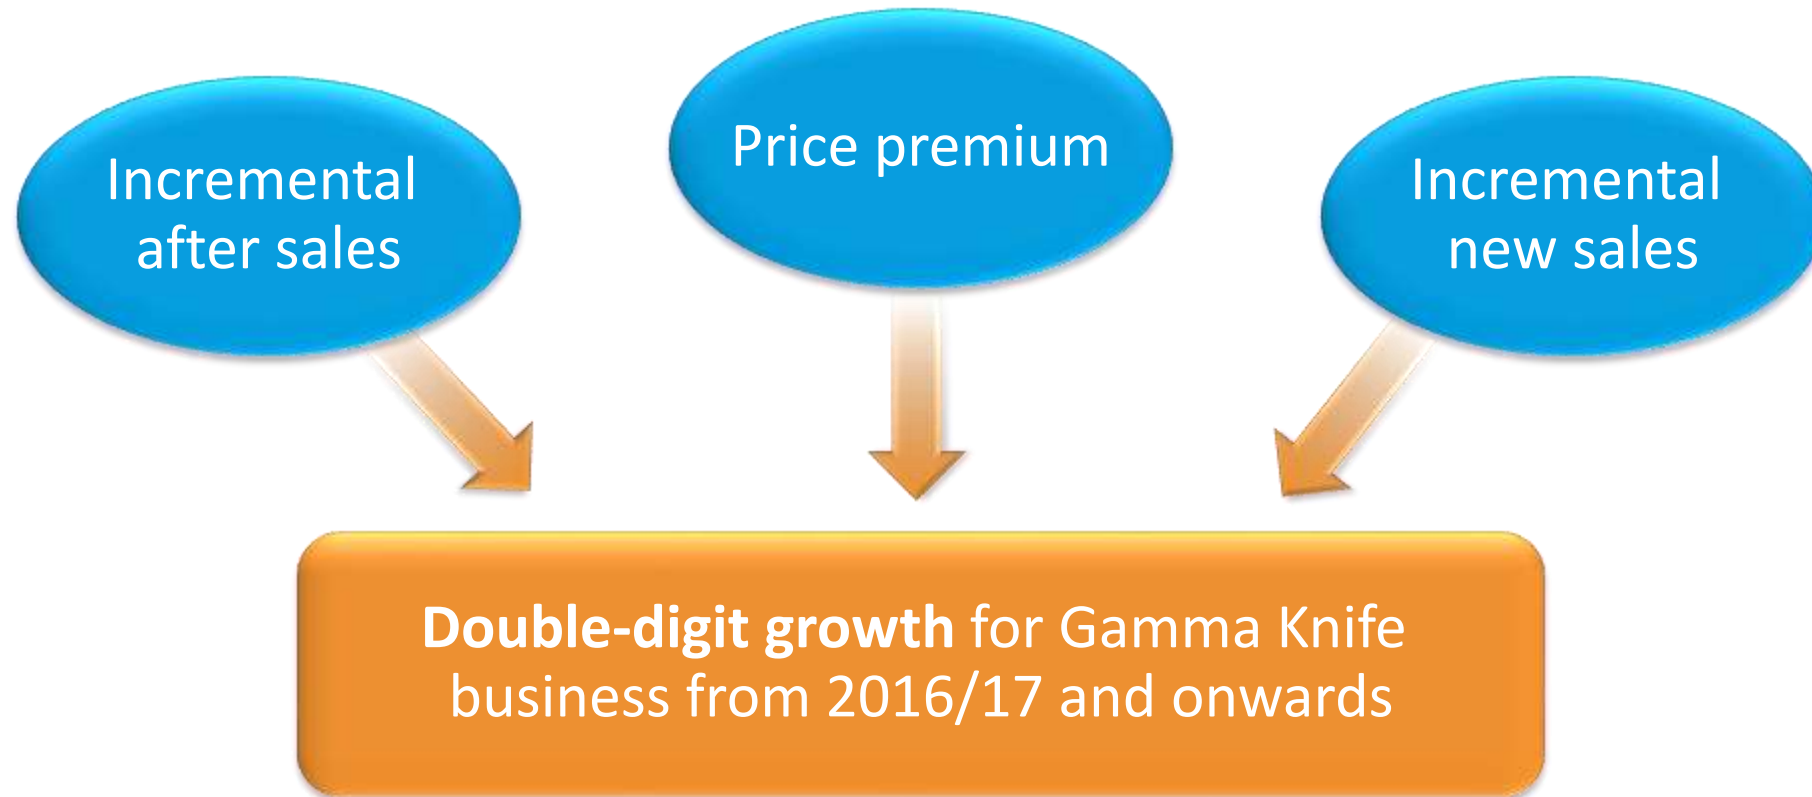 Incremental
after sales
Price premium
Incremental
new sales
Double-digit growth for Gamma Knife
business from 2016/17 and onwards